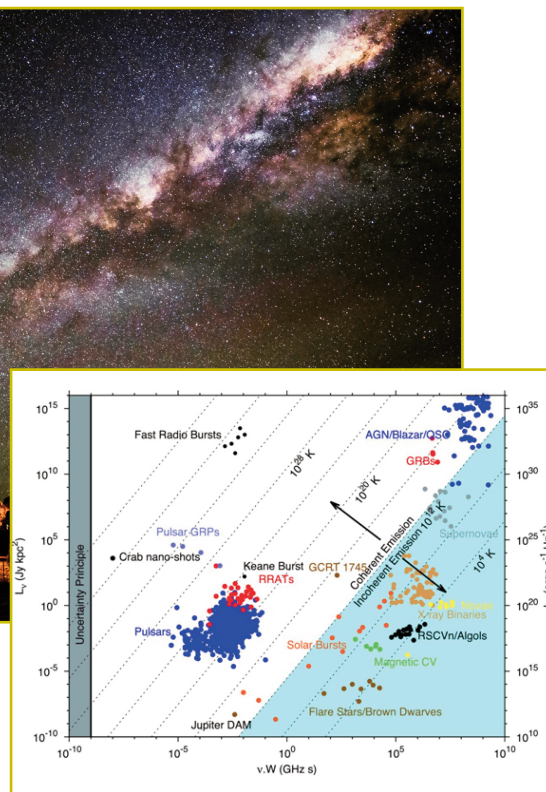 10^15
10^10
10^5
10^0
10^-5
10^-10
L_ν (Jy kpc^2)
Uncertainty Principle
Fast Radio Bursts
AGN/Blazar/QSO
GRBs
10^28 K
10^20 K
Coherent Emission
Incoherent Emission 10^12 K
Supernovae
10^4 K
Pulsar GRPs
Crab nano-shots
Keane Burst
GCRT 1745
RRATs
X-ray Binaries
Pulsars
RSCVn/Algols
Solar Bursts
Magnetic CV
Flare Stars/Brown Dwarves
Jupiter DAM
10^35
10^30
10^25
10^20
10^15
10^10
10^-10
10^-5
10^0
10^5
10^10
ν.W (GHz s)